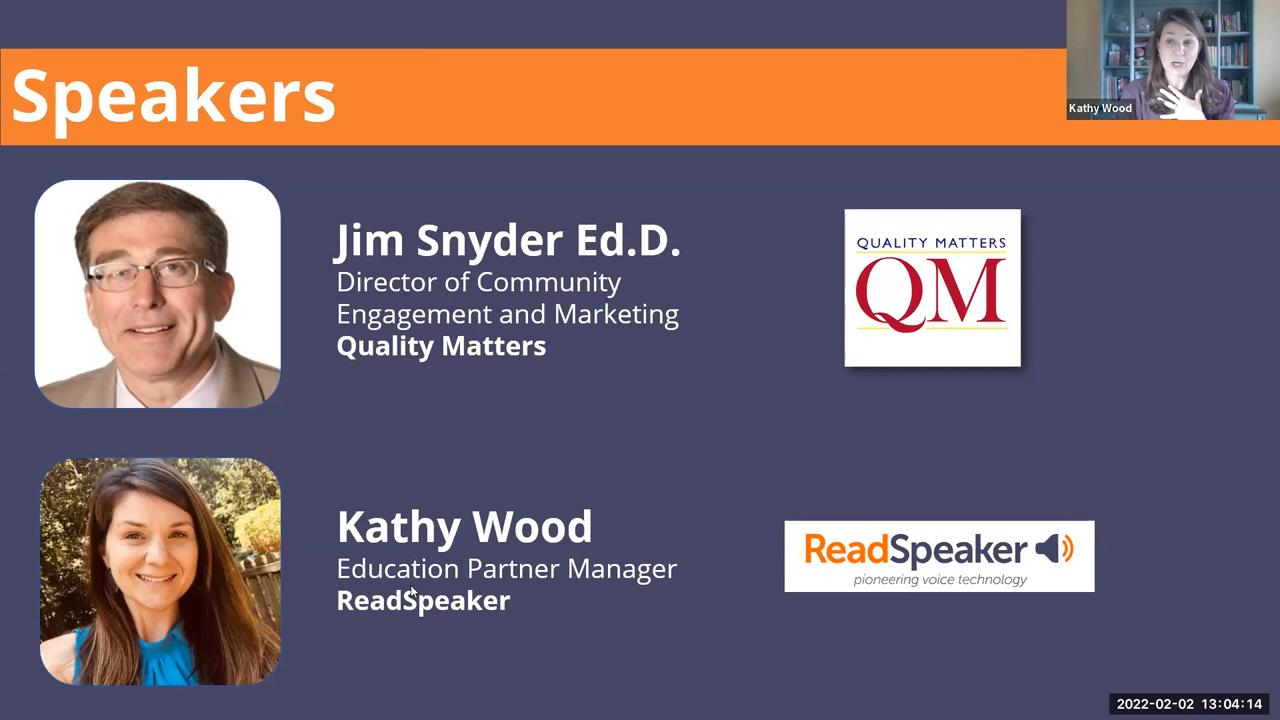 Speakers
Kathy Wood
Jim Snyder Ed.D.
Director of Community
Engagement and Marketing
Quality Matters
QUALITY MATTERS
QM
Kathy Wood
Education Partner Manager
ReadSpeaker
ReadSpeaker
pioneering voice technology
2022-02-02 13:04:14